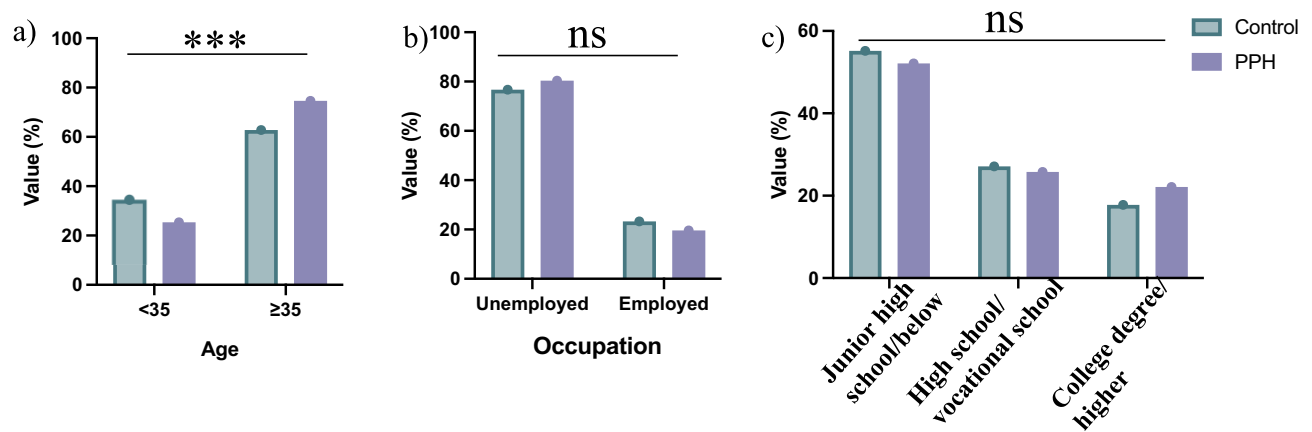 a)
***
Value (%)
100
80
60
40
20
0
<35
≥35
Age
b)
ns
Value (%)
100
80
60
40
20
0
Unemployed
Employed
Occupation
c)
ns
Value (%)
60
40
20
0
Junior high
school/below
High school/
vocational school
College degree/
higher
Control
PPH